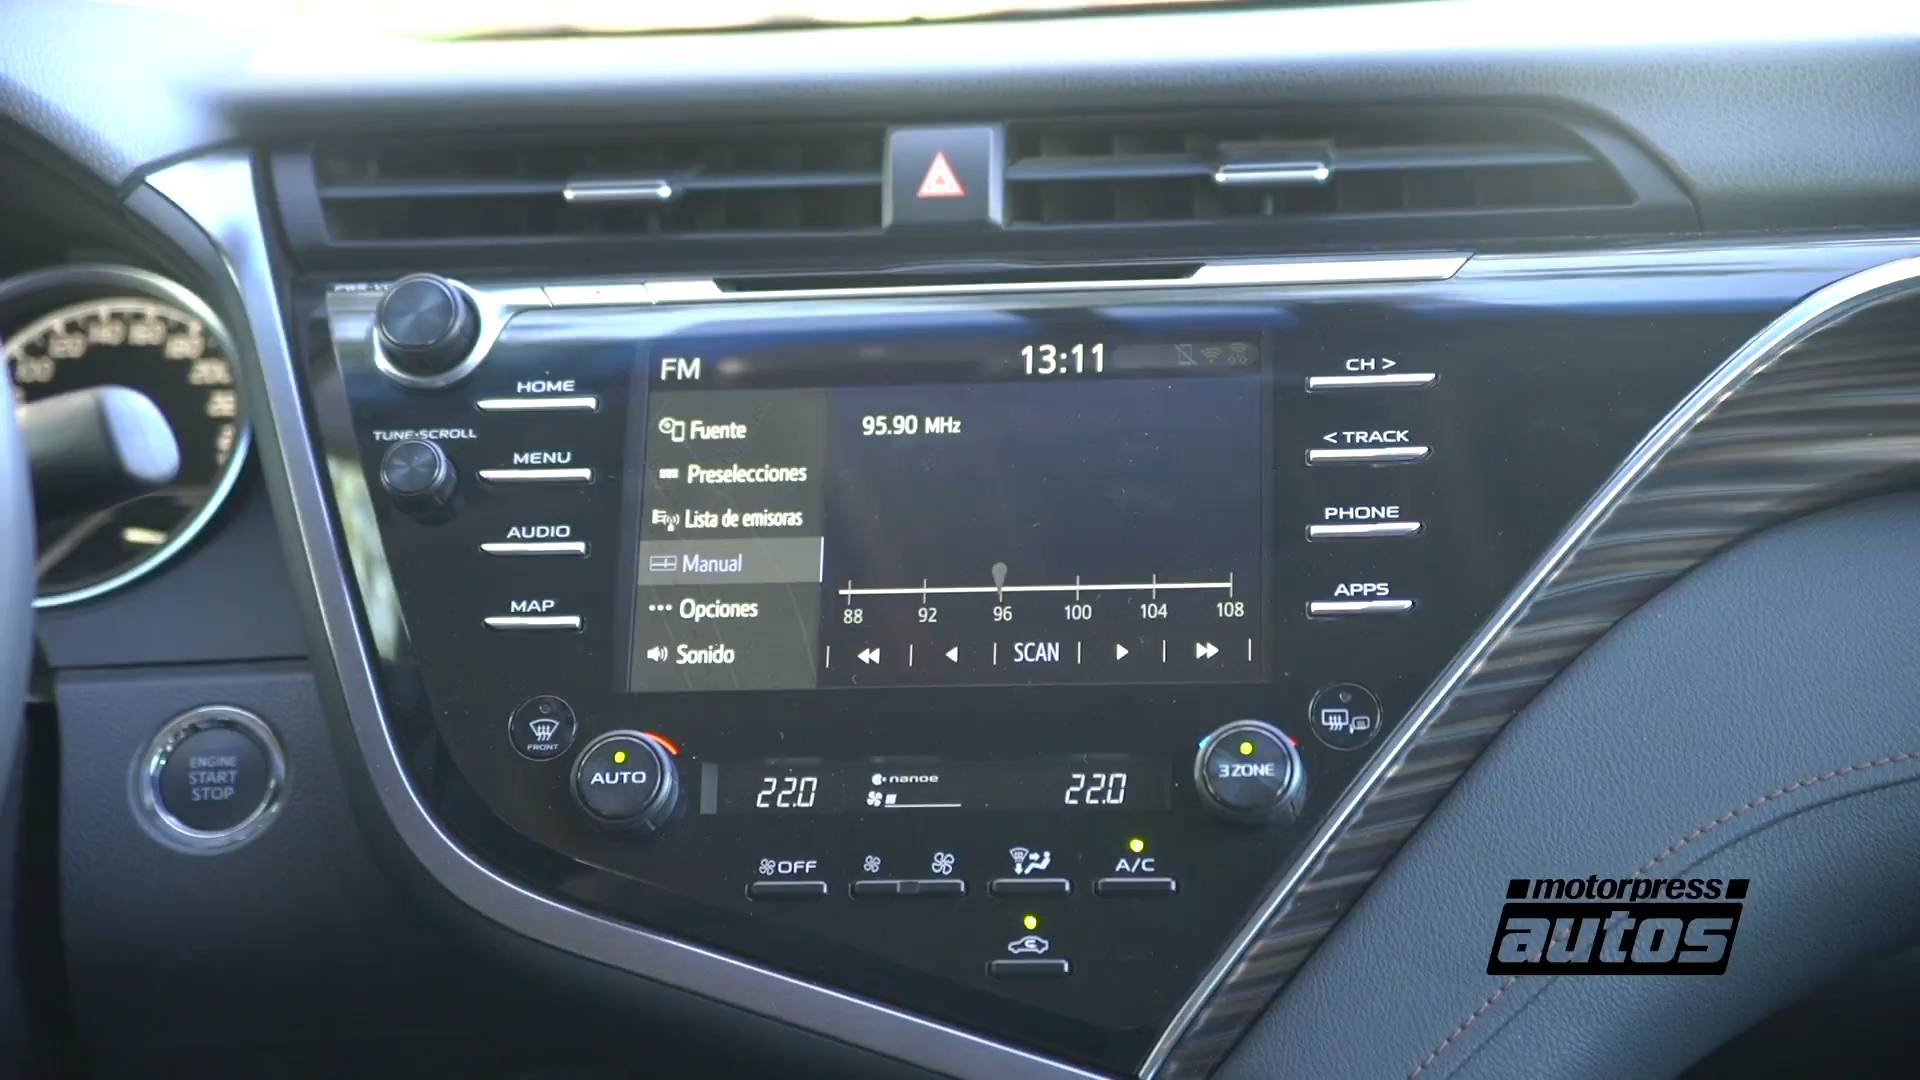 HOME
TUNE•SCROLL
MENU
AUDIO
MAP
FM
13:11
Fuente
Preselecciones
Lista de emisoras
Manual
Opciones
Sonido
95.90 MHz
88 92 96 100 104 108
SCAN
CH >
< TRACK
PHONE
APPS
ENGINE
START
STOP
FRONT
AUTO
22.0
nanoe
22.0
3 ZONE
OFF
A/C
motorpress
autos